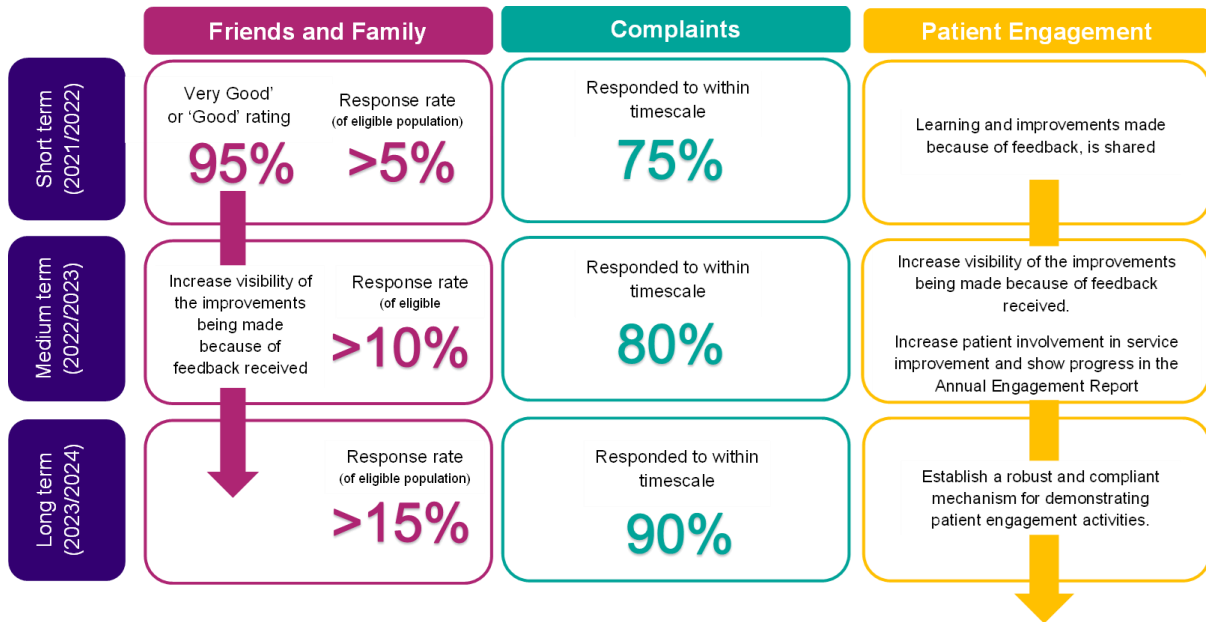 Friends and Family
Complaints
Patient Engagement
Short term
(2021/2022)
Very Good’
or ‘Good’ rating
95%
Response rate
(of eligible population)
>5%
Responded to within
timescale
75%
Learning and improvements made
because of feedback, is shared
Medium term
(2022/2023)
Increase visibility of
the improvements
being made
because of
feedback received
Response rate
(of eligible
>10%
Responded to within
timescale
80%
Increase visibility of the improvements
being made because of feedback
received.
Increase patient involvement in service
improvement and show progress in the
Annual Engagement Report
Long term
(2023/2024)
Response rate
(of eligible population)
>15%
Responded to within
timescale
90%
Establish a robust and compliant
mechanism for demonstrating
patient engagement activities.